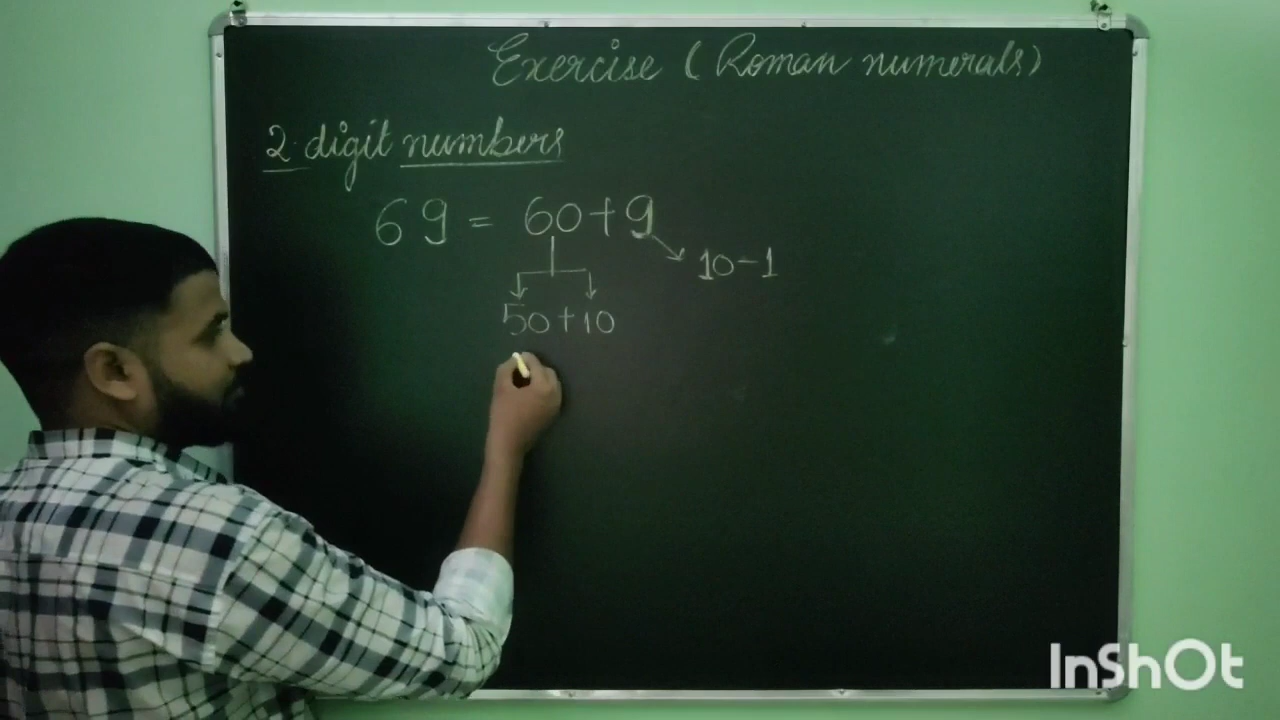 Exercise (Roman numerals)
2 digit numbers
69 = 60+9
10-1
50+10
InShOt